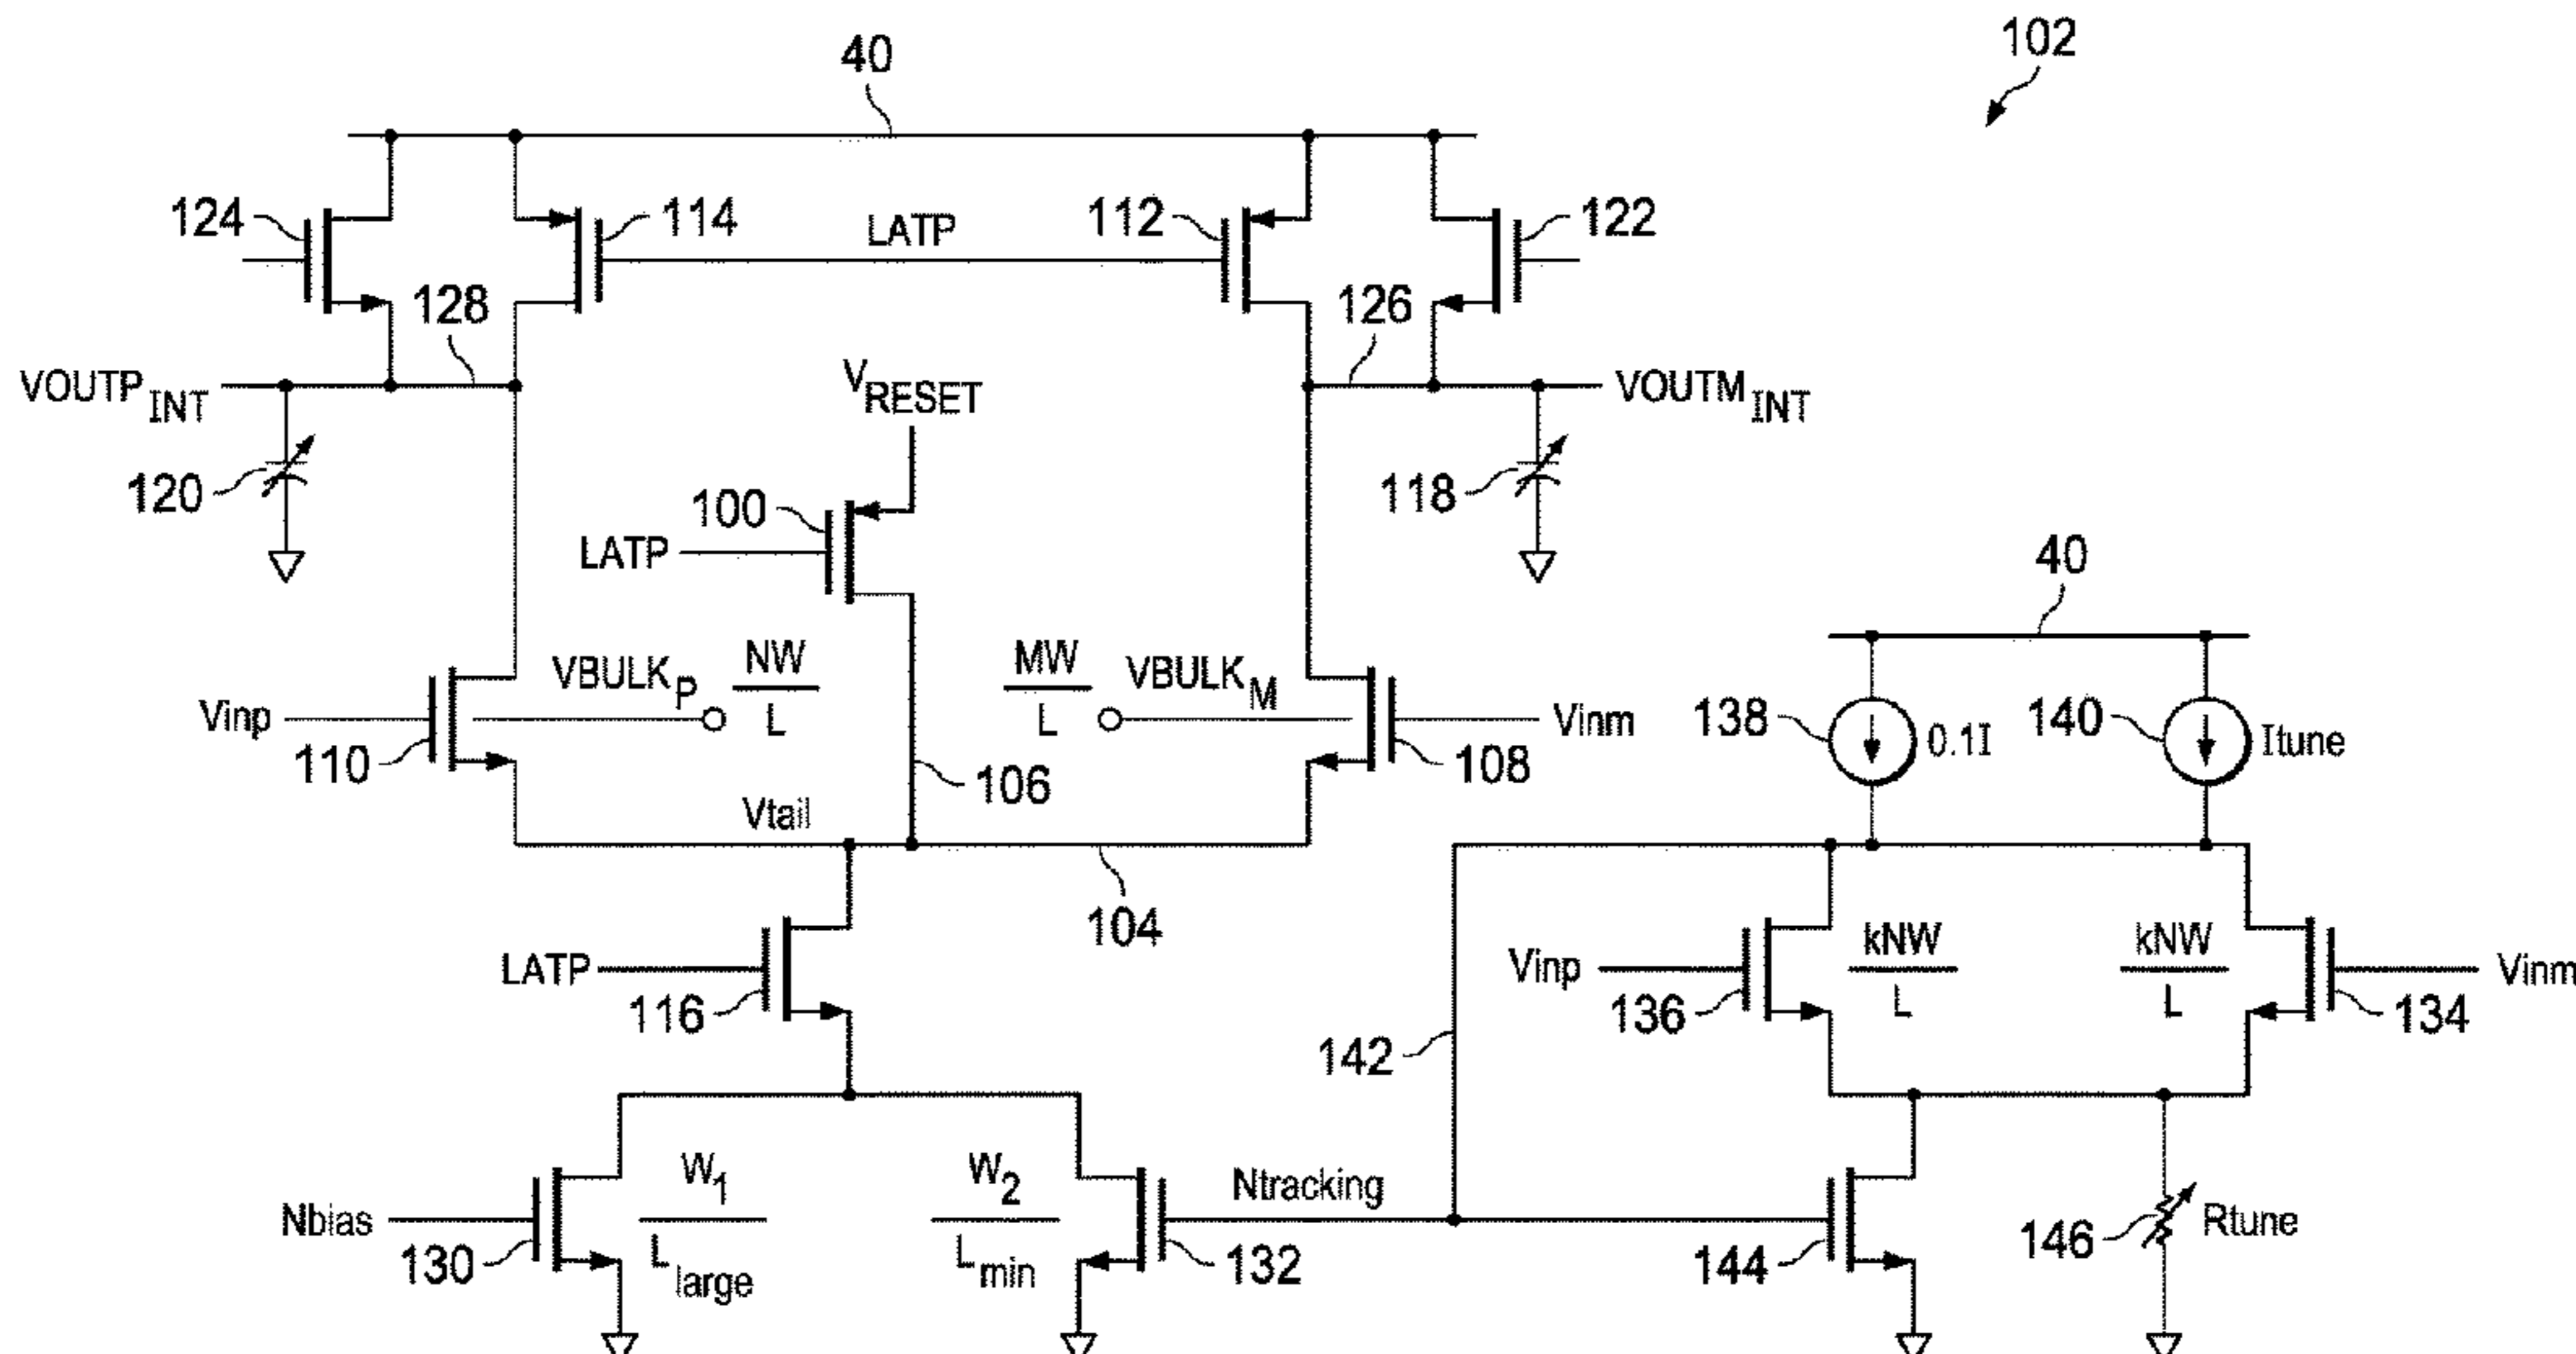 102
40
124
114
LATP
112
122
128
126
VOUTP INT
V RESET
VOUTM INT
120
100
LATP
118
40
Vinp
VBULK P
NW
L
MW
L
VBULK M
Vinm
138
0.1I
140
Itune
110
106
108
Vtail
104
LATP
116
Vinp
kNW
L
kNW
L
Vinm
136
134
142
Nbias
W1
L large
W2
L min
Ntracking
130
132
144
146
Rtune